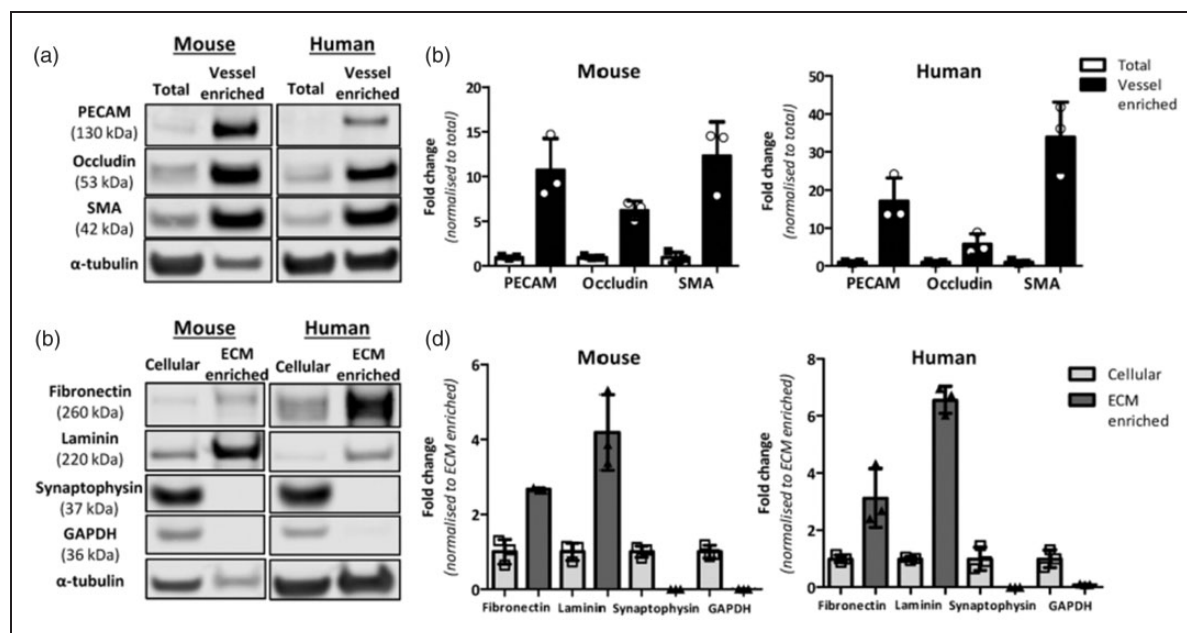 (a)
Mouse Human
Total Vessel enriched Total Vessel enriched
PECAM
(130 kDa)
Occludin
(53 kDa)
SMA
(42 kDa)
α-tubulin
(b)
Mouse
Fold change
(normalised to total)
20
15
10
5
0
PECAM Occludin SMA
Human
Fold change
(normalised to total)
50
40
30
20
10
0
PECAM Occludin SMA
Total
Vessel
enriched
(b)
Mouse Human
Cellular ECM enriched Cellular ECM enriched
Fibronectin
(260 kDa)
Laminin
(220 kDa)
Synaptophysin
(37 kDa)
GAPDH
(36 kDa)
α-tubulin
(d)
Mouse
Fold change
(normalised to ECM enriched)
6
4
2
0
Fibronectin Laminin Synaptophysin GAPDH
Human
Fold change
(normalised to ECM enriched)
8
6
4
2
0
Fibronectin Laminin Synaptophysin GAPDH
Cellular
ECM
enriched